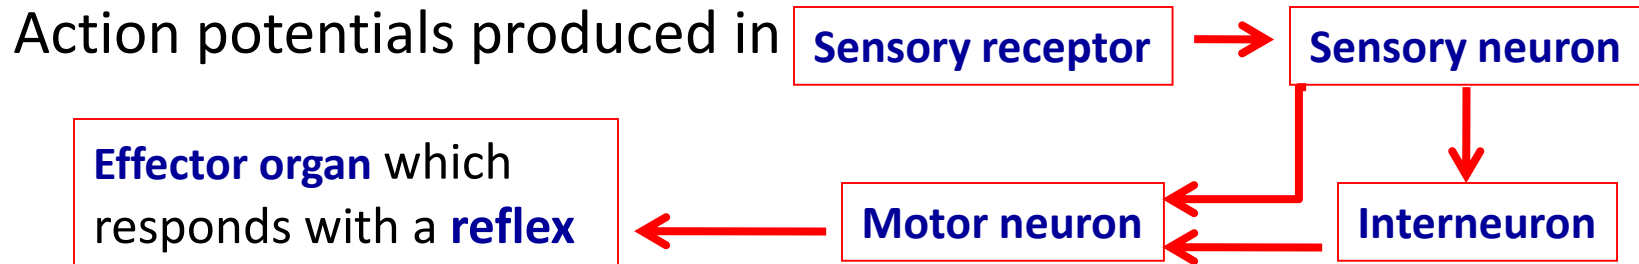 Action potentials produced in Sensory receptor Sensory neuron
Effector organ which
responds with a reflex
Motor neuron
Interneuron